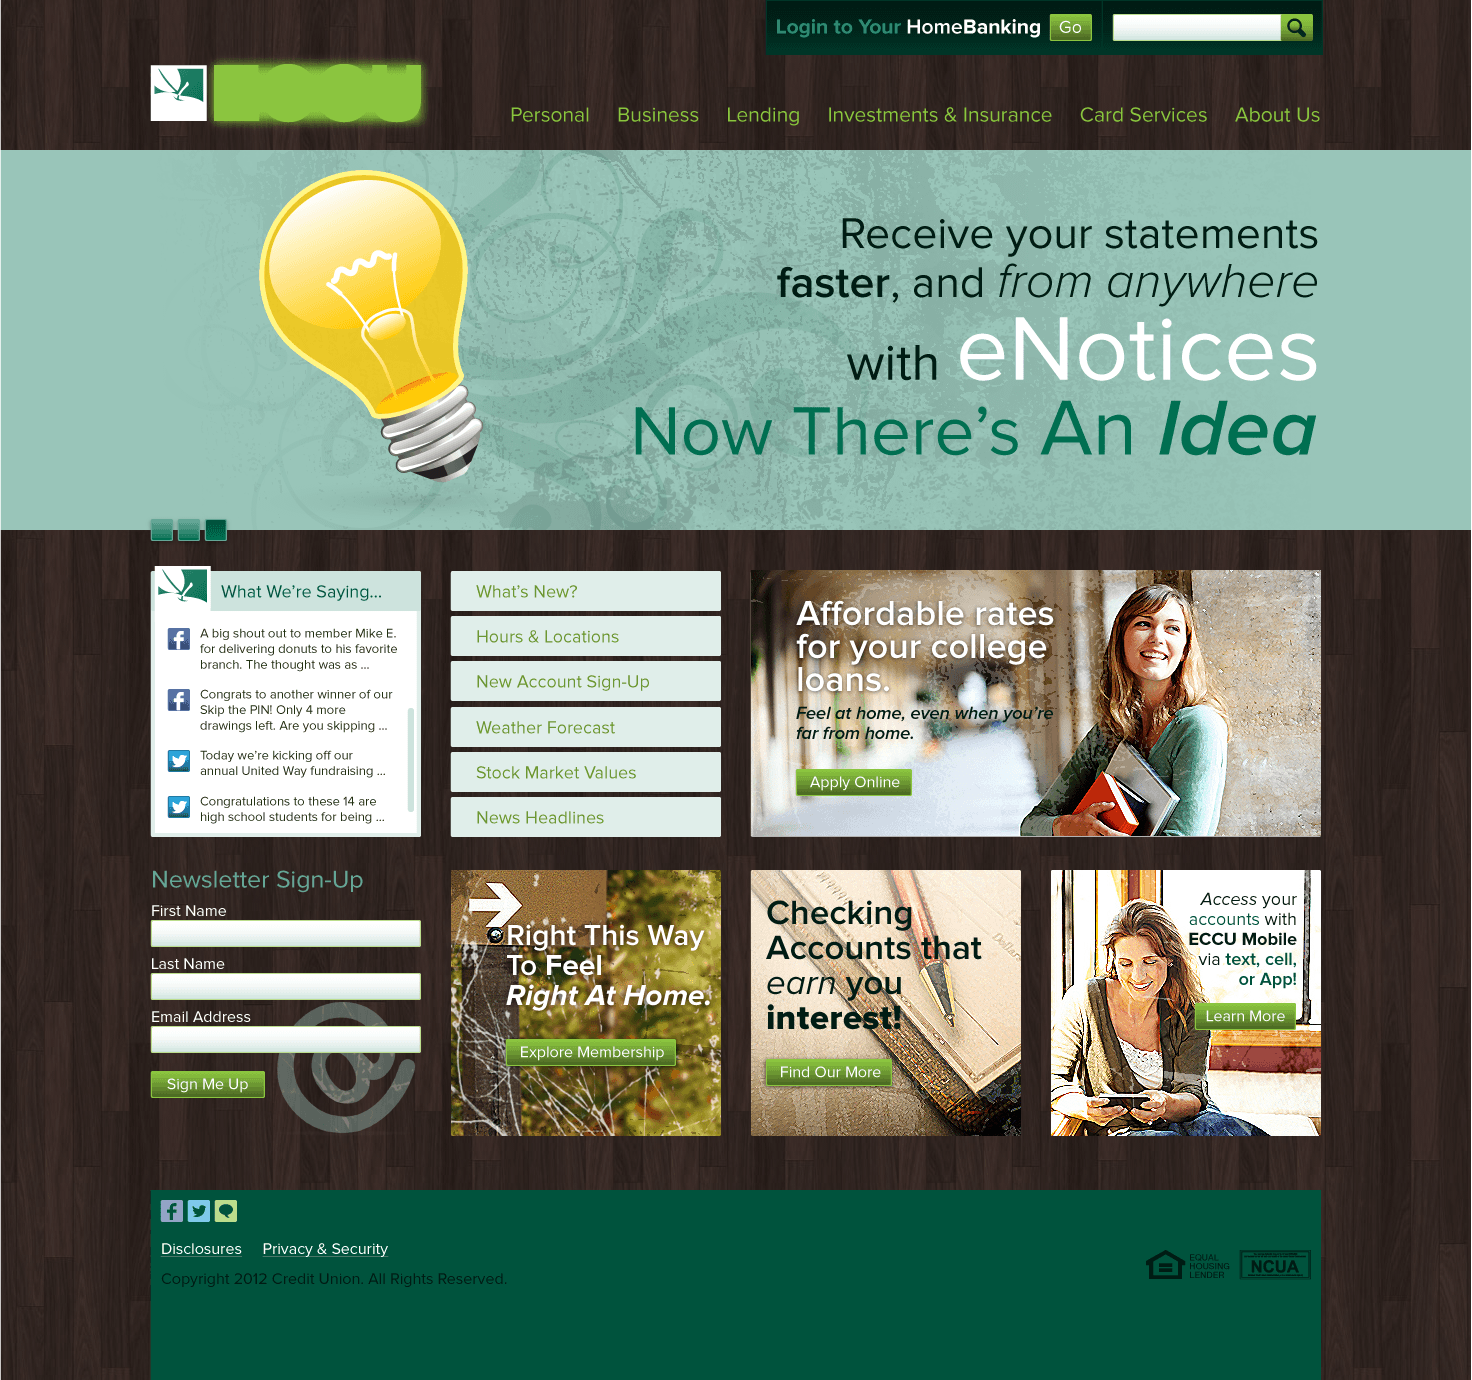 Login to Your HomeBanking Go
ECCU
Personal Business Lending Investments & Insurance Card Services About Us
Receive your statements
faster, and from anywhere
with eNotices
Now There's An Idea
What We're Saying...
A big shout out to member Mike E.
for delivering donuts to his favorite
branch. The thought was as ...
Congrats to another winner of our
Skip the PIN! Only 4 more
drawings left. Are you skipping ...
Today we're kicking off our
annual United Way fundraising ...
Congratulations to these 14 are
high school students for being ...
What's New?
Hours & Locations
New Account Sign-Up
Weather Forecast
Stock Market Values
News Headlines
Affordable rates
for your college
loans.
Feel at home, even when you're
far from home.
Apply Online
Newsletter Sign-Up
First Name
Last Name
Email Address
@
Sign Me Up
Right This Way
To Feel
Right At Home.
Explore Membership
Checking
Accounts that
earn you
interest!
Find Our More
Access your
accounts with
ECCU Mobile
via text, cell,
or App!
Learn More
Disclosures Privacy & Security
Copyright 2012 Credit Union. All Rights Reserved.
EQUAL
HOUSING
LENDER
NCUA